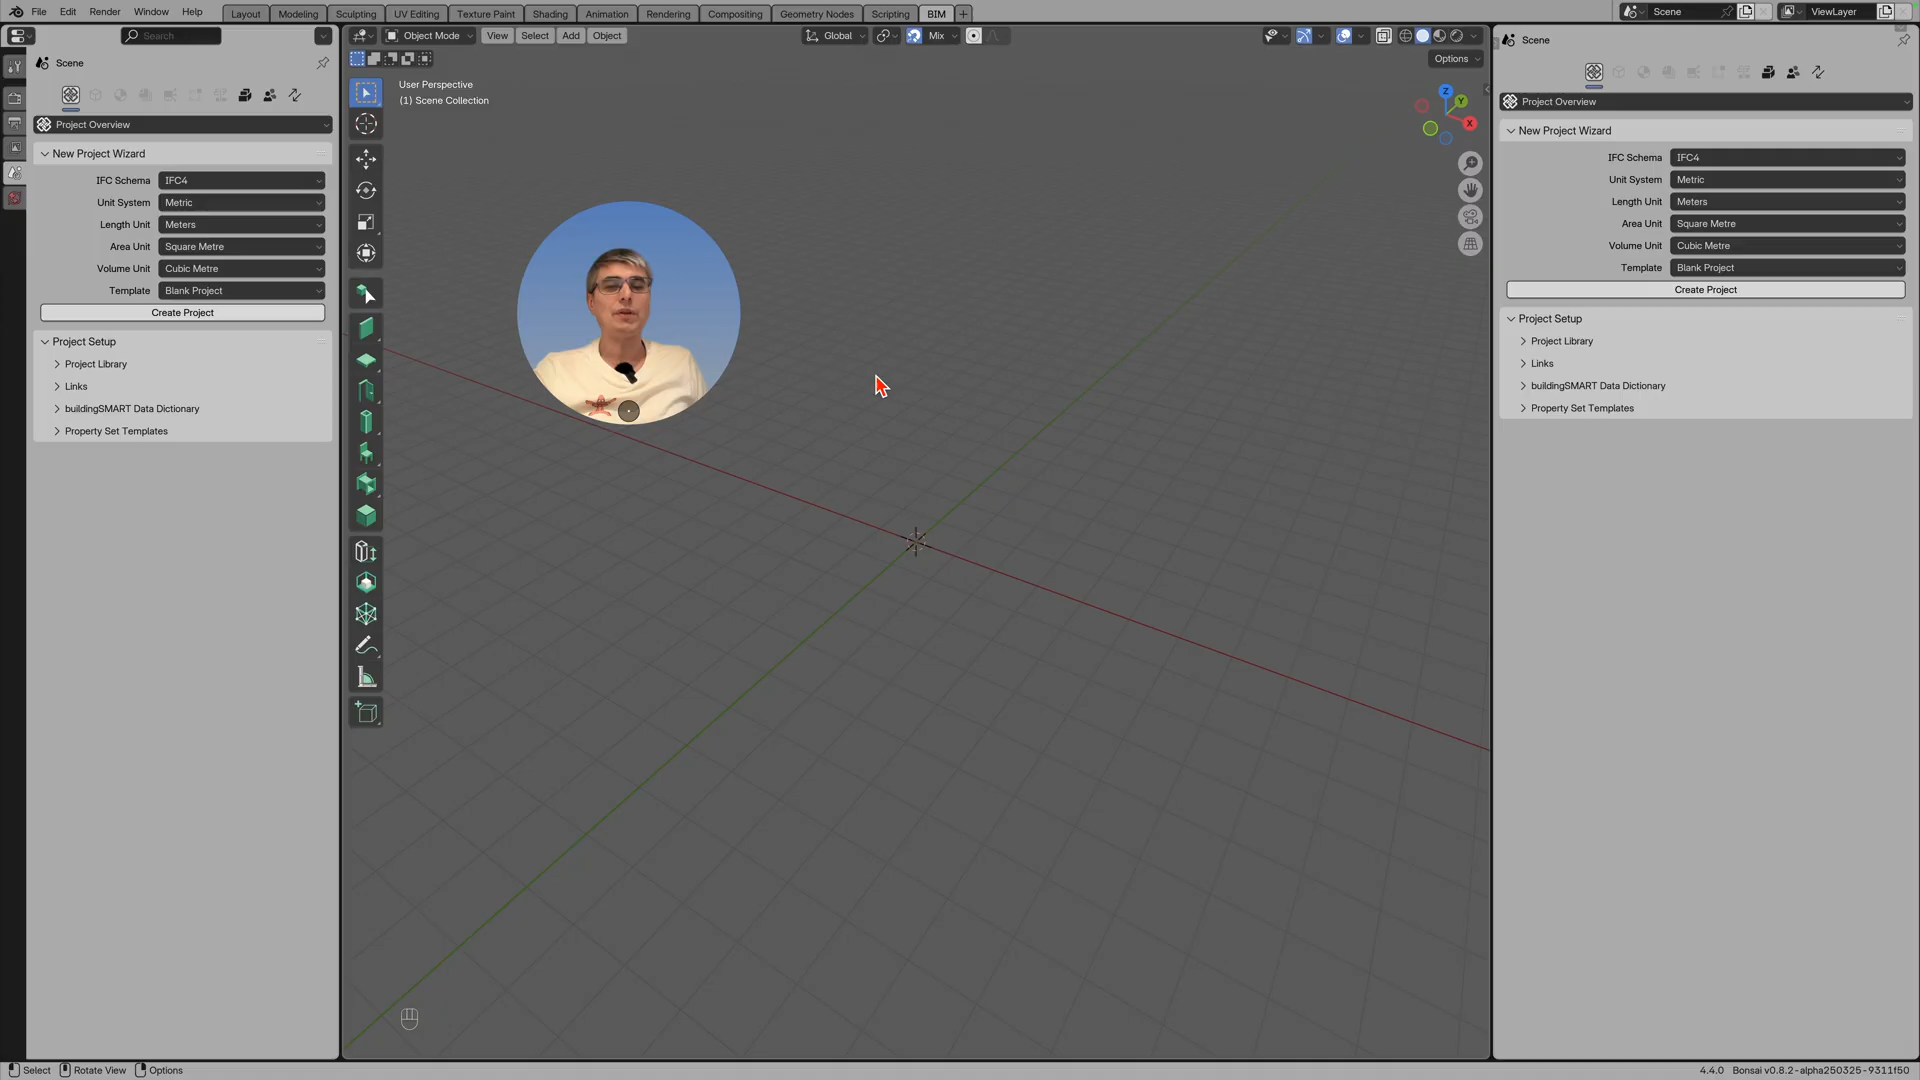 File Edit Render Window Help
Layout Modeling Sculpting UV Editing Texture Paint Shading Animation Rendering Compositing Geometry Nodes Scripting BIM +
Scene
ViewLayer
Search
Object Mode View Select Add Object
Global
Mix
Options
Scene
Project Overview
New Project Wizard
IFC Schema IFC4
Unit System Metric
Length Unit Meters
Area Unit Square Metre
Volume Unit Cubic Metre
Template Blank Project
Create Project
Project Setup
Project Library
Links
buildingSMART Data Dictionary
Property Set Templates
User Perspective
(1) Scene Collection
Z
Y
X
Scene
Project Overview
New Project Wizard
IFC Schema IFC4
Unit System Metric
Length Unit Meters
Area Unit Square Metre
Volume Unit Cubic Metre
Template Blank Project
Create Project
Project Setup
Project Library
Links
buildingSMART Data Dictionary
Property Set Templates
Select Rotate View Options
4.4.0 Bonsai v0.8.2-alpha250325-9311f50